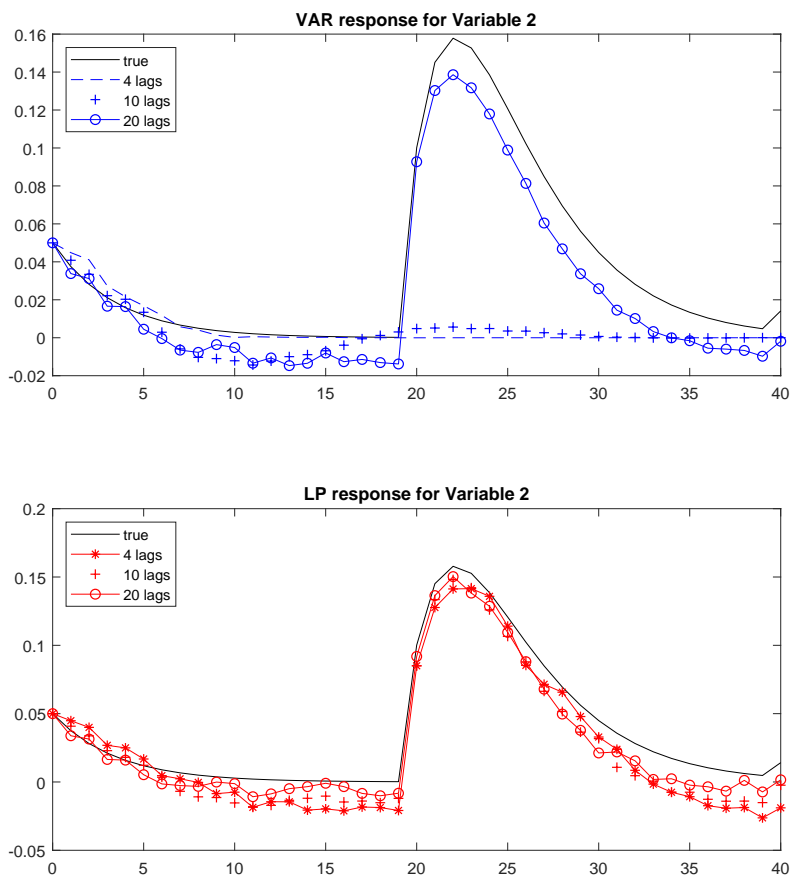 VAR response for Variable 2
0.16
0.14
0.12
0.1
0.08
0.06
0.04
0.02
0
-0.02
true
4 lags
10 lags
20 lags
0 5 10 15 20 25 30 35 40
LP response for Variable 2
0.2
0.15
0.1
0.05
0
-0.05
true
4 lags
10 lags
20 lags
0 5 10 15 20 25 30 35 40